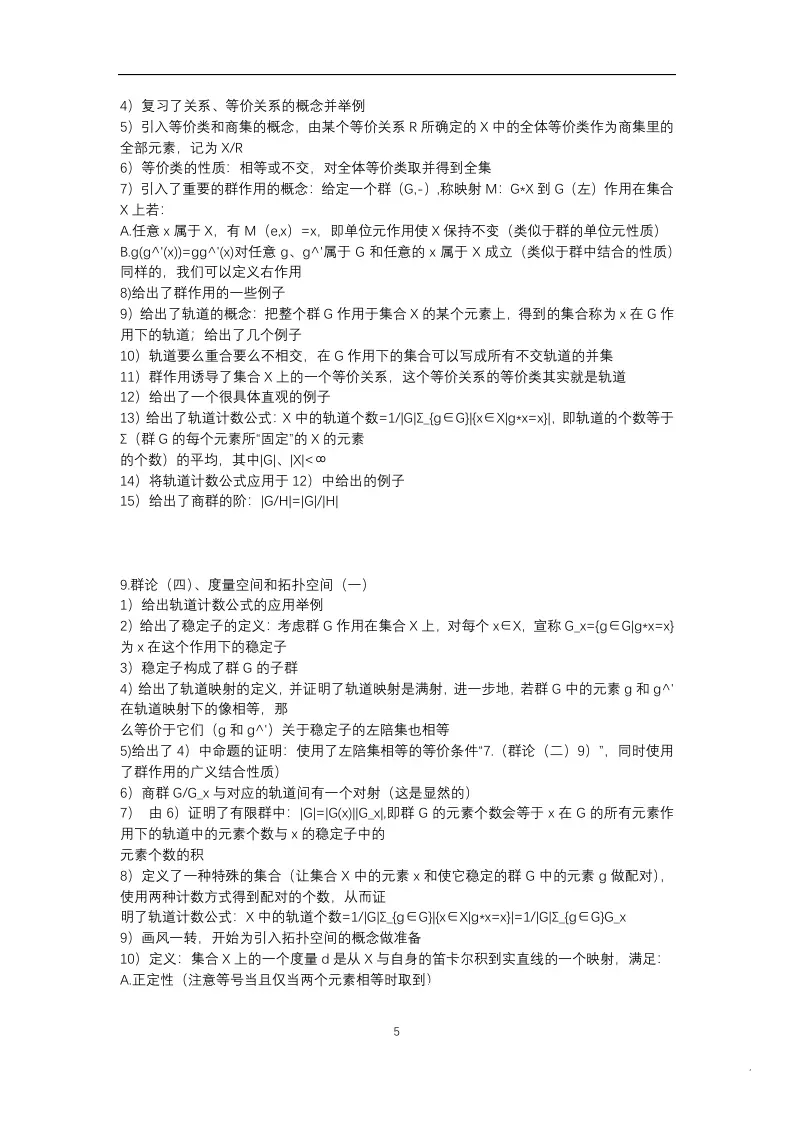 4）复习了关系、等价关系的概念并举例
5）引入等价类和商集的概念，由某个等价关系 R 所确定的 X 中的全体等价类作为商集里的
全部元素，记为 X/R
6）等价类的性质：相等或不交，对全体等价类取并得到全集
7）引入了重要的群作用的概念：给定一个群（G,-）,称映射 M：G*X 到 G（左）作用在集合
X 上若：
A.任意 x 属于 X，有 M（e,x）=x，即单位元作用使 X 保持不变（类似于群的单位元性质）
B.g(g^'(x))=gg^'(x)对任意 g、g^'属于 G 和任意的 x 属于 X 成立（类似于群中结合的性质）
同样的，我们可以定义右作用
8)给出了群作用的一些例子
9）给出了轨道的概念：把整个群 G 作用于集合 X 的某个元素上，得到的集合称为 x 在 G 作
用下的轨道；给出了几个例子
10）轨道要么重合要么不相交，在 G 作用下的集合可以写成所有不交轨道的并集
11）群作用诱导了集合 X 上的一个等价关系，这个等价关系的等价类其实就是轨道
12）给出了一个很具体直观的例子
13）给出了轨道计数公式：X 中的轨道个数=1/|G|Σ_{g∈G}|{x∈X|g*x=x}|，即轨道的个数等于
Σ（群 G 的每个元素所“固定”的 X 的元素
的个数）的平均，其中|G|、|X|<∞
14）将轨道计数公式应用于 12）中给出的例子
15）给出了商群的阶：|G/H|=|G|/|H|
9.群论（四）、度量空间和拓扑空间（一）
1）给出轨道计数公式的应用举例
2）给出了稳定子的定义：考虑群 G 作用在集合 X 上，对每个 x∈X，宣称 G_x={g∈G|g*x=x}
为 x 在这个作用下的稳定子
3）稳定子构成了群 G 的子群
4）给出了轨道映射的定义，并证明了轨道映射是满射，进一步地，若群 G 中的元素 g 和 g^'
在轨道映射下的像相等，那
么等价于它们（g 和 g^'）关于稳定子的左陪集也相等
5)给出了 4）中命题的证明：使用了左陪集相等的等价条件“7.（群论（二）9）”，同时使用
了群作用的广义结合性质）
6）商群 G/G_x 与对应的轨道间有一个对射（这是显然的）
7） 由 6）证明了有限群中：|G|=|G(x)||G_x|,即群 G 的元素个数会等于 x 在 G 的所有元素作
用下的轨道中的元素个数与 x 的稳定子中的
元素个数的积
8）定义了一种特殊的集合（让集合 X 中的元素 x 和使它稳定的群 G 中的元素 g 做配对），
使用两种计数方式得到配对的个数，从而证
明了轨道计数公式：X 中的轨道个数=1/|G|Σ_{g∈G}|{x∈X|g*x=x}|=1/|G|Σ_{g∈G}G_x
9）画风一转，开始为引入拓扑空间的概念做准备
10）定义：集合 X 上的一个度量 d 是从 X 与自身的笛卡尔积到实直线的一个映射，满足：
A.正定性（注意等号当且仅当两个元素相等时取到）
5